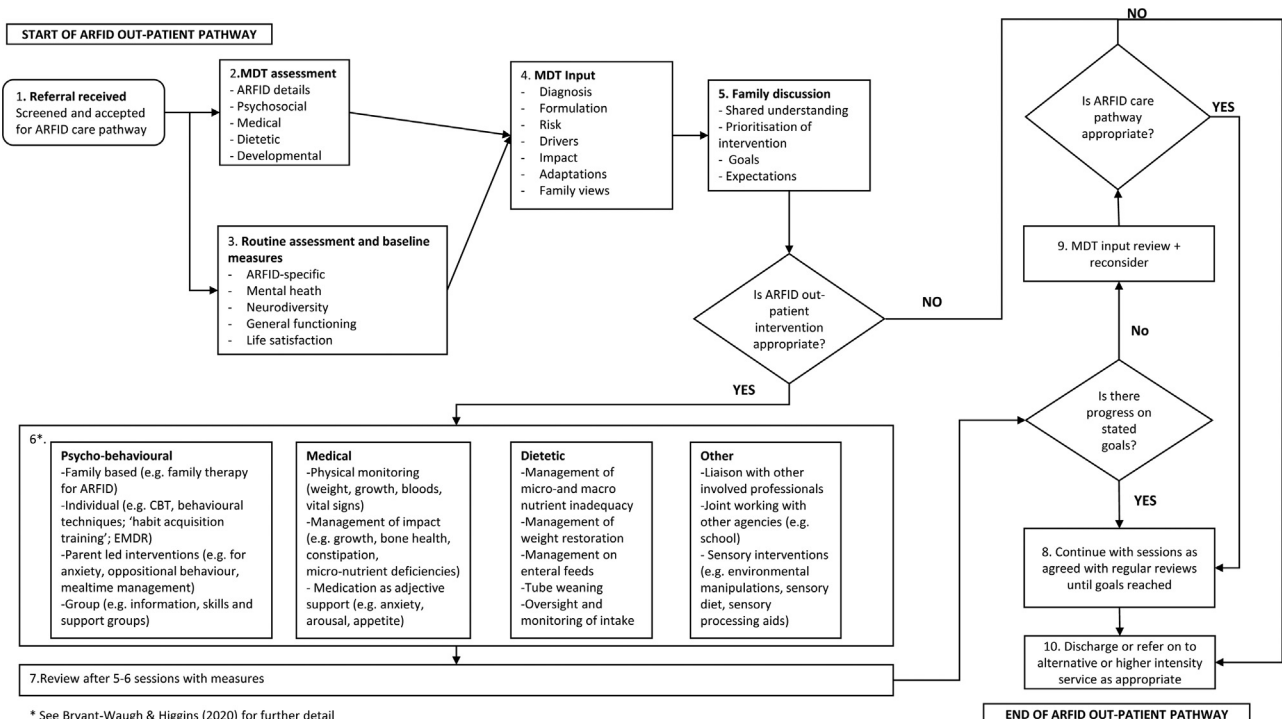 START OF ARFID OUT-PATIENT PATHWAY
1. Referral received
Screened and accepted
for ARFID care pathway
2.MDT assessment
- ARFID details
- Psychosocial
- Medical
- Dietetic
- Developmental
3. Routine assessment and baseline
measures
- ARFID-specific
- Mental heath
- Neurodiversity
- General functioning
- Life satisfaction
4. MDT Input
- Diagnosis
- Formulation
- Risk
- Drivers
- Impact
- Adaptations
- Family views
5. Family discussion
- Shared understanding
- Prioritisation of
intervention
- Goals
- Expectations
Is ARFID out-
patient
intervention
appropriate?
NO
YES
6*.
Psycho-behavioural
-Family based (e.g. family therapy
for ARFID)
-Individual (e.g. CBT, behavioural
techniques; ‘habit acquisition
training’; EMDR)
-Parent led interventions (e.g. for
anxiety, oppositional behaviour,
mealtime management)
-Group (e.g. information, skills and
support groups)
Medical
-Physical monitoring
(weight, growth, bloods,
vital signs)
-Management of impact
(e.g. growth, bone health,
constipation,
micro-nutrient deficiencies)
- Medication as adjective
support (e.g. anxiety,
arousal, appetite)
Dietetic
-Management of
micro-and macro
nutrient inadequacy
-Management of
weight restoration
-Management on
enteral feeds
-Tube weaning
-Oversight and
monitoring of intake
Other
-Liaison with other
involved professionals
-Joint working with
other agencies (e.g.
school)
- Sensory interventions
(e.g. environmental
manipulations, sensory
diet, sensory
processing aids)
7.Review after 5-6 sessions with measures
* See Bryant-Waugh & Higgins (2020) for further detail
NO
Is ARFID care
pathway
appropriate?
YES
9. MDT input review +
reconsider
No
Is there
progress on
stated
goals?
YES
8. Continue with sessions as
agreed with regular reviews
until goals reached
10. Discharge or refer on to
alternative or higher intensity
service as appropriate
END OF ARFID OUT-PATIENT PATHWAY